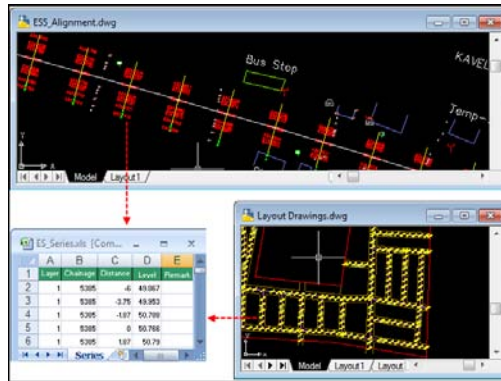 ESS_Alignment.dwg
Bus Stop
KAVEL
Temp
Y
X
Model Layout1
ES_Series.xls [Com...
A B C D E
1 Layer Chainage Distance Level Remark
2 1 5385 -6 49.867
3 1 5385 -3.75 49.953
4 1 5385 -1.87 50.788
5 1 5385 0 50.766
6 1 5385 1.87 50.79
Series
Layout Drawings.dwg
Y
X
Model Layout1 Layout